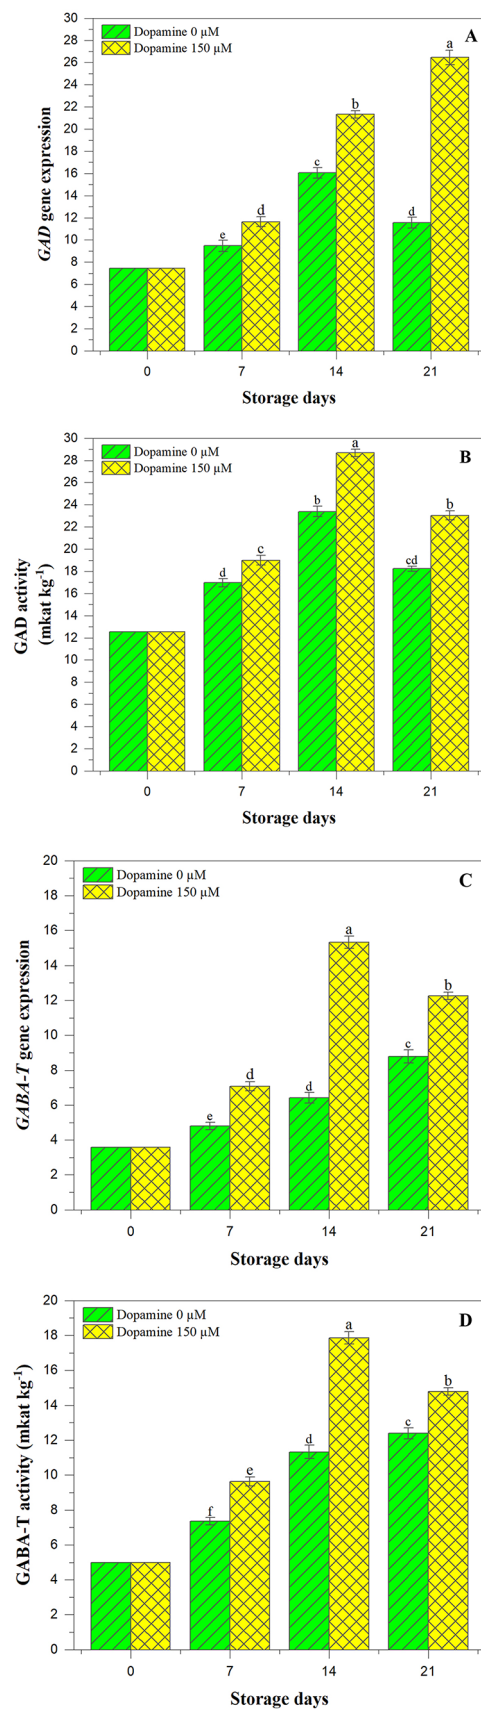 Dopamine 0 µM
Dopamine 150 µM
A
30
28
26
24
22
20
18
16
14
12
10
8
6
4
2
0
GAD gene expression
e
d
c
b
d
a
0
7
14
21
Storage days
Dopamine 0 µM
Dopamine 150 µM
B
30
28
26
24
22
20
18
16
14
12
10
8
6
4
2
0
GAD activity
(mkat kg⁻¹)
d
c
b
a
cd
b
0
7
14
21
Storage days
Dopamine 0 µM
Dopamine 150 µM
C
20
18
16
14
12
10
8
6
4
2
0
GABA-T gene expression
e
d
d
a
c
b
0
7
14
21
Storage days
Dopamine 0 µM
Dopamine 150 µM
D
20
18
16
14
12
10
8
6
4
2
0
GABA-T activity (mkat kg⁻¹)
f
e
d
a
c
b
0
7
14
21
Storage days